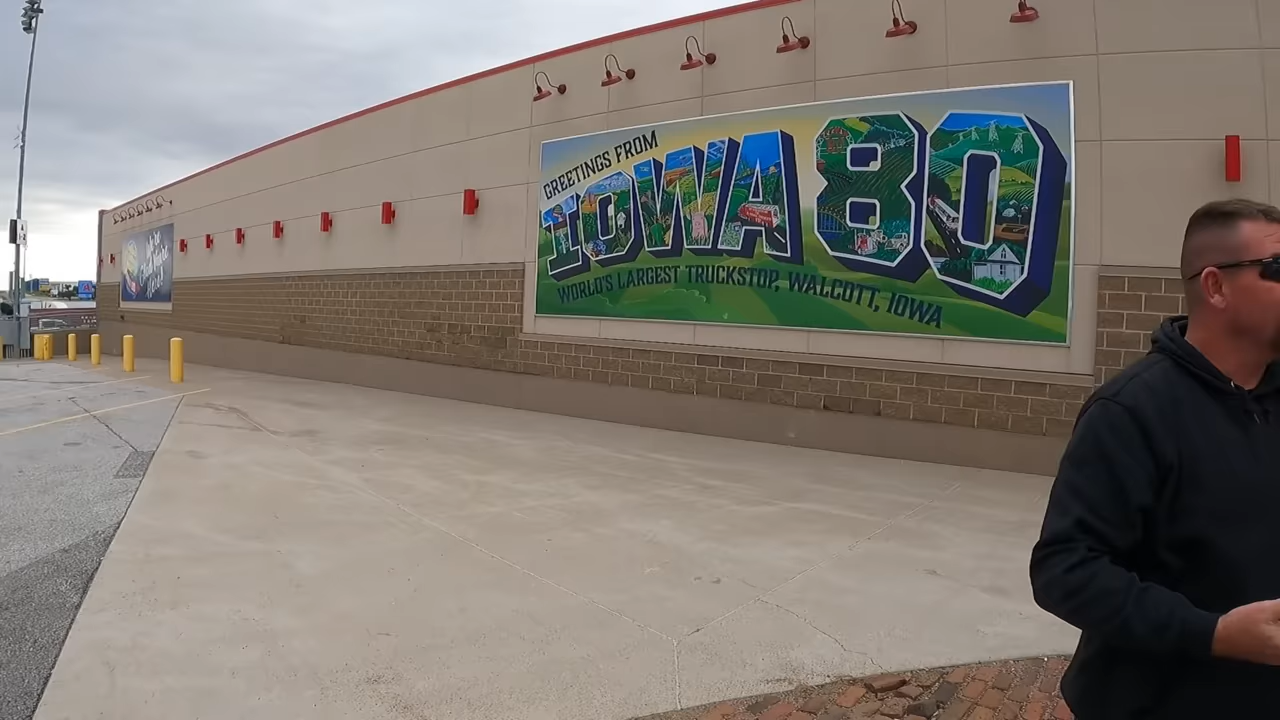 GREETINGS FROM
IOWA 80
WORLD'S LARGEST TRUCKSTOP, WALCOTT, IOWA